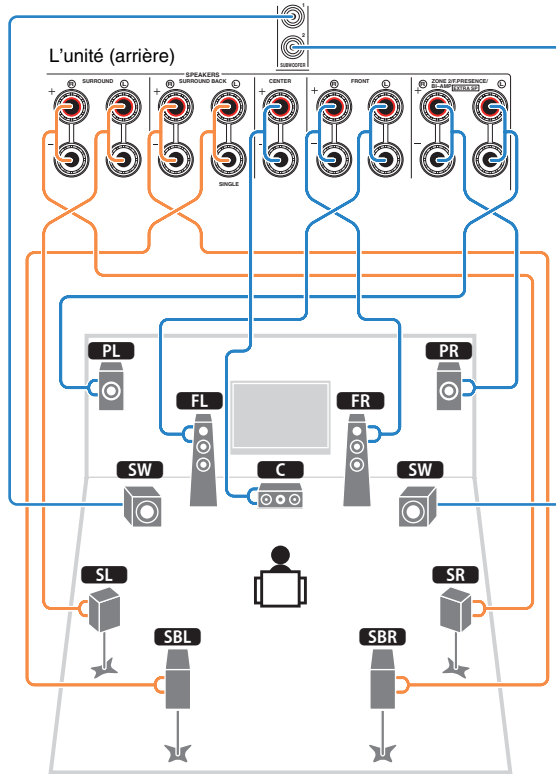 1
2
SUBWOOFER
L'unité (arrière)
SPEAKERS
R SURROUND L
R SURROUND BACK L
CENTER
R FRONT L
R ZONE 2/F.PRESENCE/ L
BI-AMP EXTRA SP
+ + + + +
- - - - -
SINGLE
PL
PR
FL
FR
SW
C
SW
SL
SR
SBL
SBR